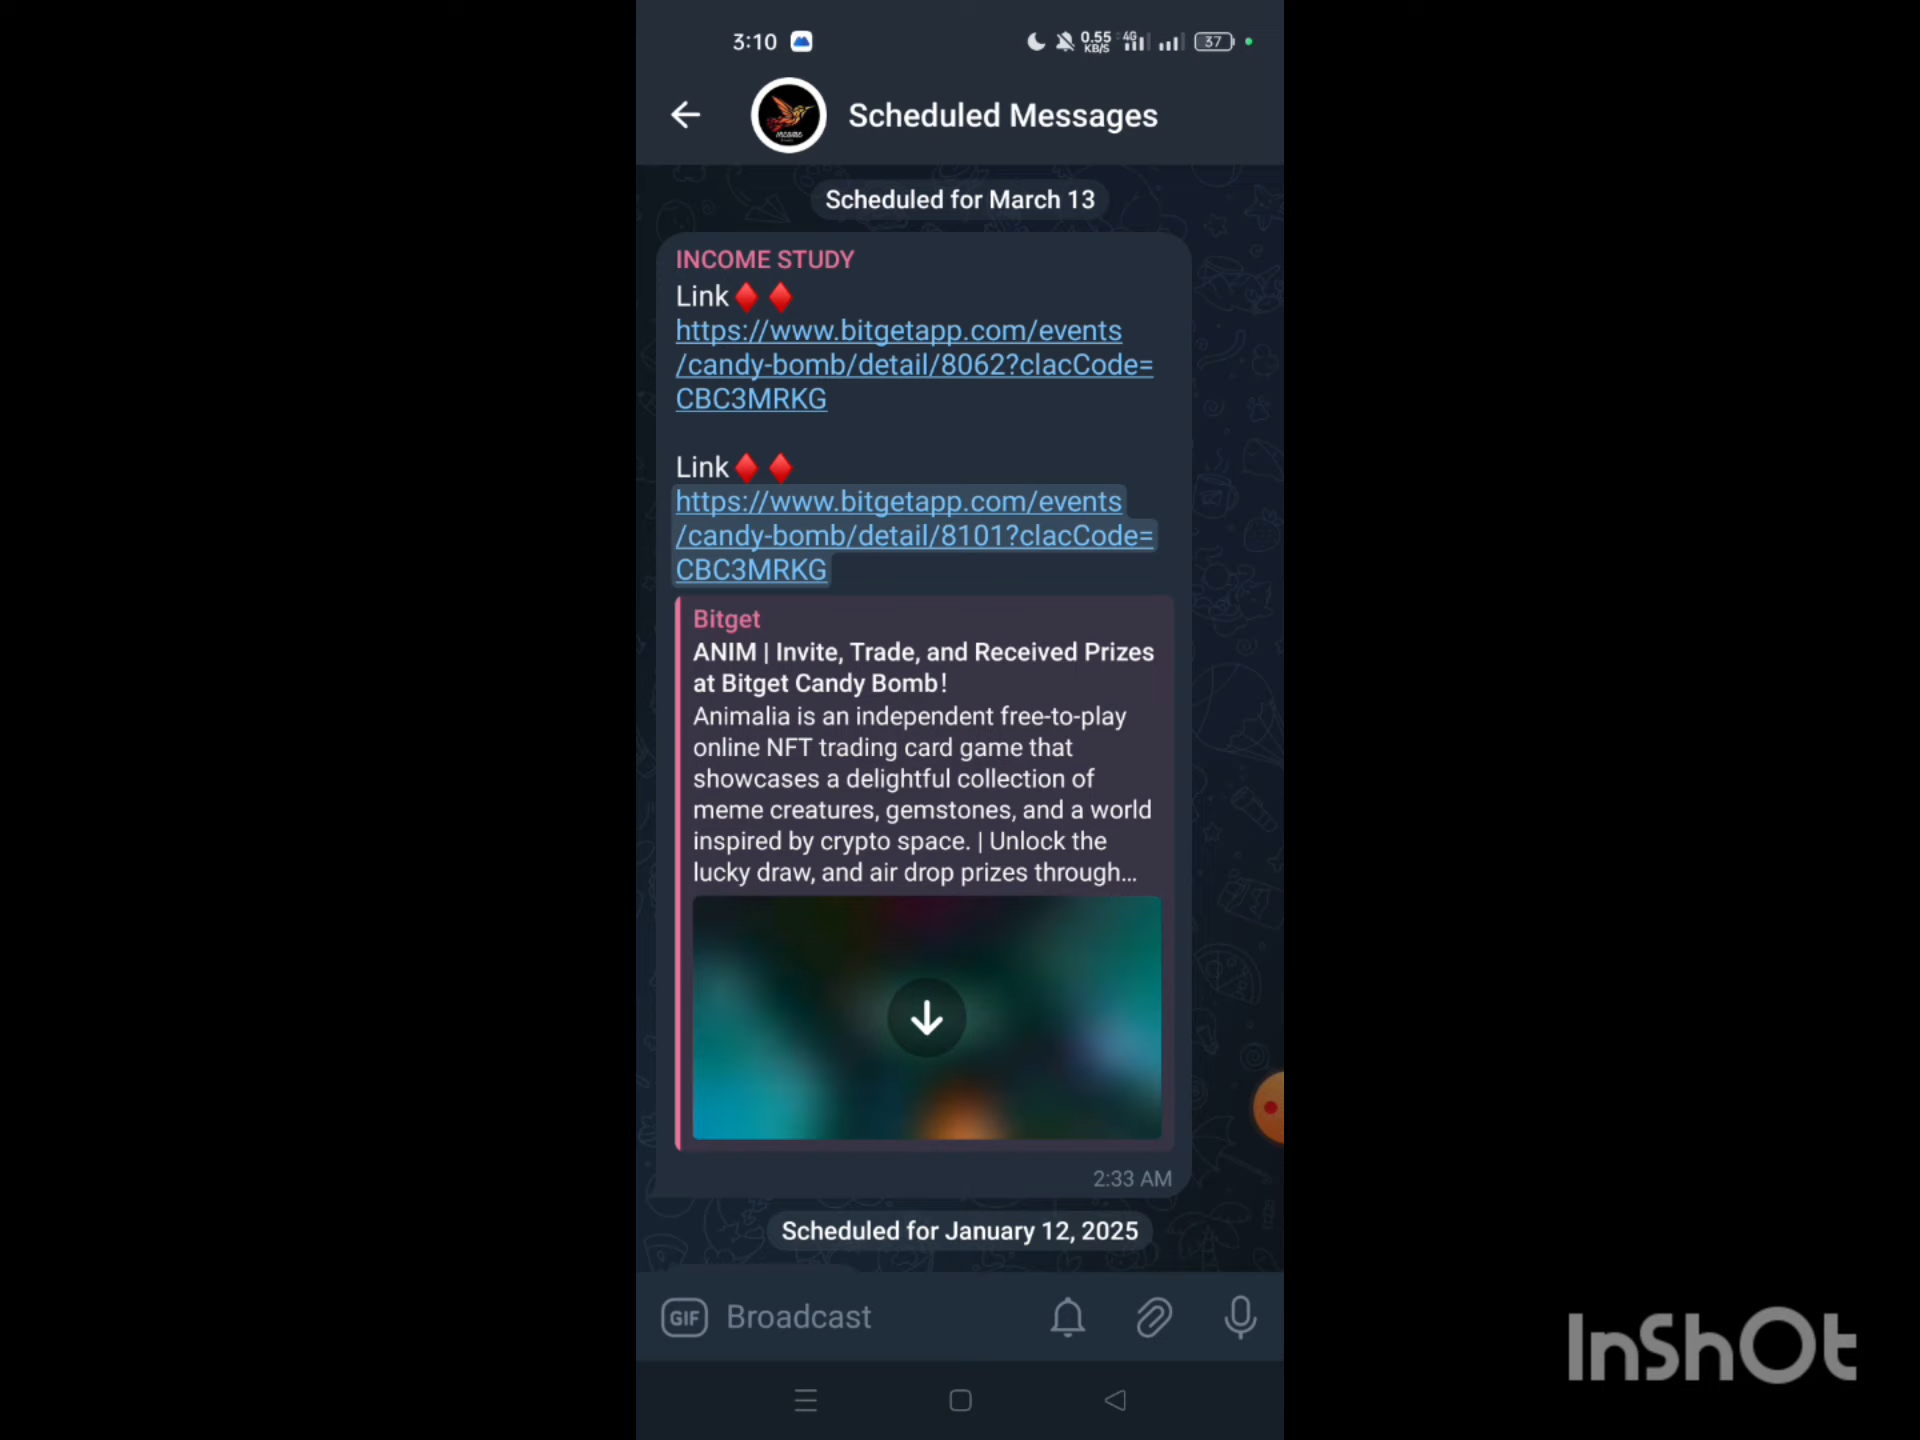 3:10
0.55
KB/S
4G
37
Scheduled Messages
Scheduled for March 13
INCOME STUDY
Link♦️♦️
https://www.bitgetapp.com/events
/candy-bomb/detail/8062?clacCode=
CBC3MRKG
Link♦️♦️
https://www.bitgetapp.com/events
/candy-bomb/detail/8101?clacCode=
CBC3MRKG
Bitget
ANIM | Invite, Trade, and Received Prizes
at Bitget Candy Bomb!
Animalia is an independent free-to-play
online NFT trading card game that
showcases a delightful collection of
meme creatures, gemstones, and a world
inspired by crypto space. | Unlock the
lucky draw, and air drop prizes through...
2:33 AM
Scheduled for January 12, 2025
GIF
Broadcast
InShOt